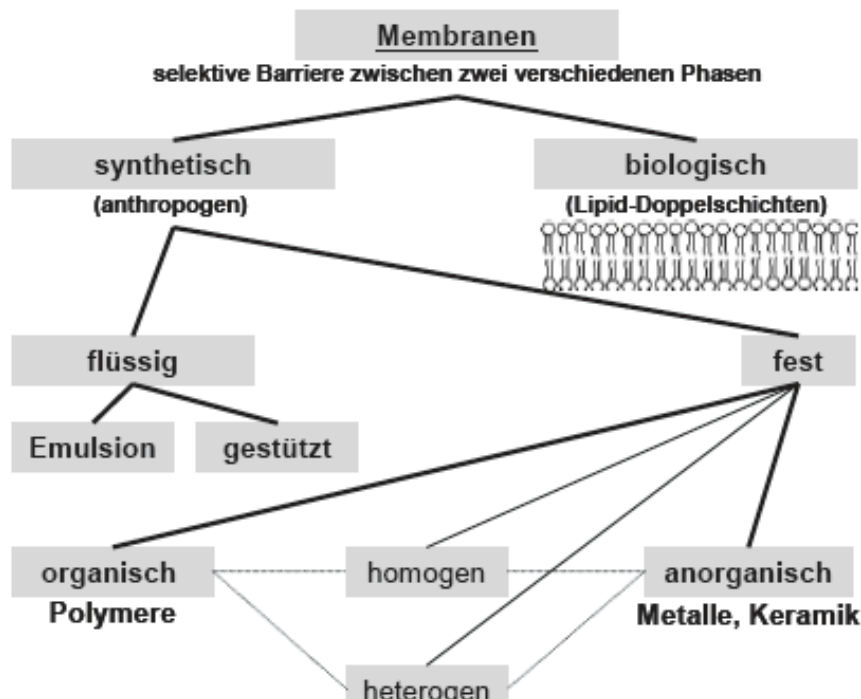 Membranen
selektive Barriere zwischen zwei verschiedenen Phasen
synthetisch
biologisch
(anthropogen)
(Lipid-Doppelschichten)
flüssig
fest
Emulsion
gestützt
organisch
homogen
anorganisch
Polymere
Metalle, Keramik
heterogen